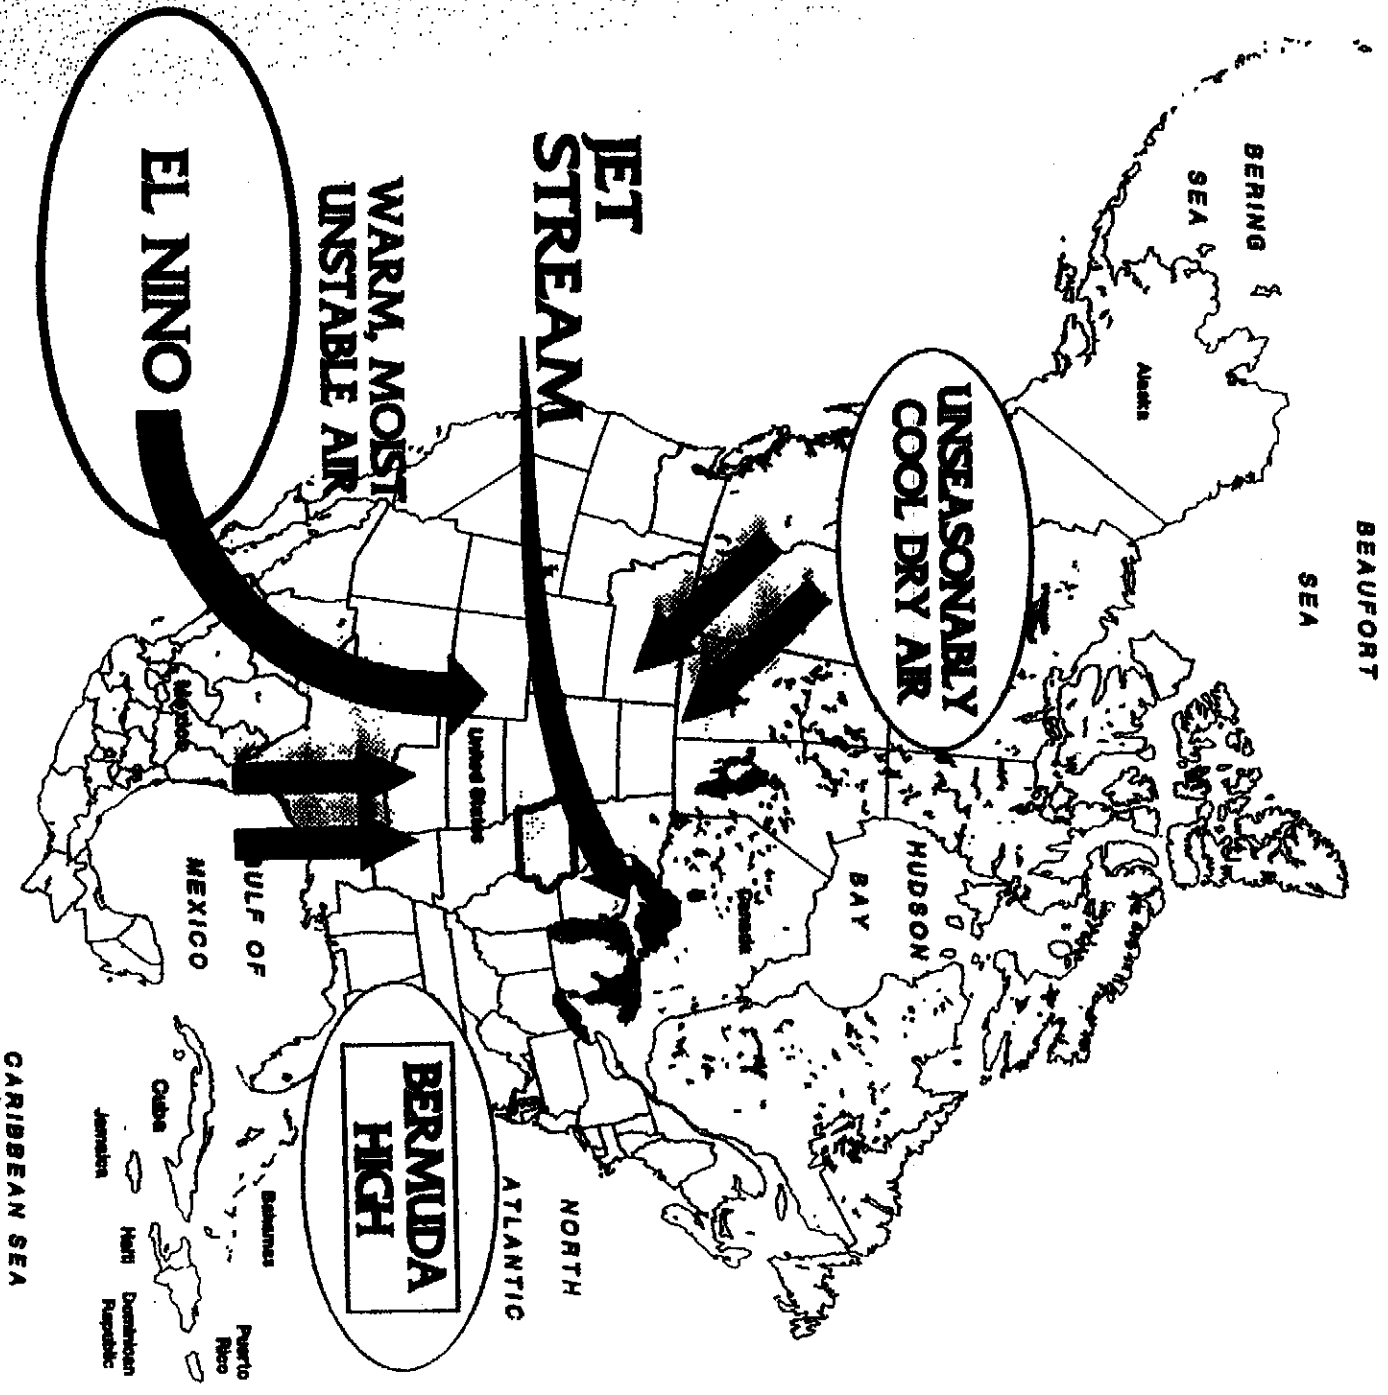 BEAUFORT
SEA
BERING
SEA
Alaska
UNSEASONABLY
COOL DRY AIR
HUDSON
BAY
Canada
JET
STREAM
NORTH
ATLANTIC
United States
WARM, MOIST
UNSTABLE AIR
BERMUDA
HIGH
EL NINO
GULF OF
MEXICO
Mexico
Bahamas
Cuba
Jamaica
Haiti
Dominican
Republic
Puerto
Rico
CARIBBEAN SEA